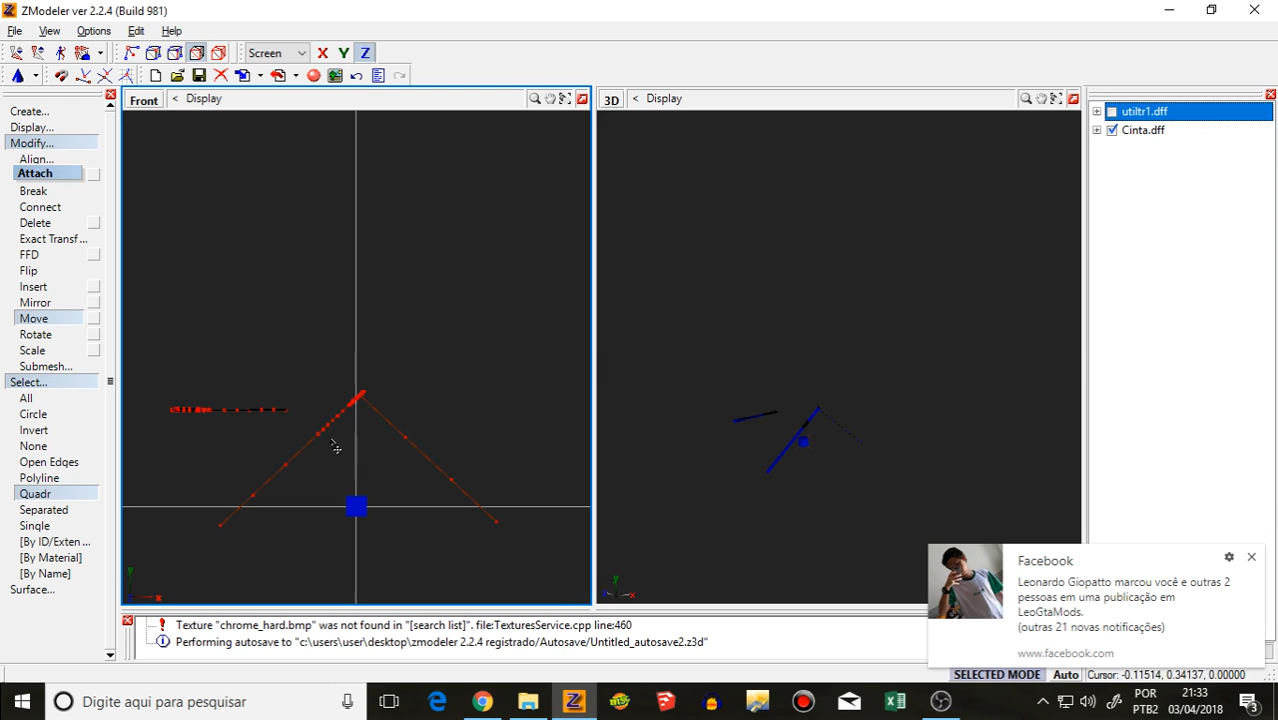 ZModeler ver 2.2.4 (Build 981)
File View Options Edit Help
Screen X Y Z
Front < Display
3D < Display
Create...
Display...
Modify...
Align...
Attach
Break
Connect
Delete
Exact Transf ...
FFD
Flip
Insert
Mirror
Move
Rotate
Scale
Submesh...
Select...
All
Circle
Invert
None
Open Edges
Polyline
Quadr
Separated
Single
[By ID/Exten ...
[By Material]
[By Name]
Surface...
utiltr1.dff
Cinta.dff
Texture "chrome_hard.bmp" was not found in "[search list]". file:TexturesService.cpp line:460
Performing autosave to "c:\users\user\desktop\zmodeler 2.2.4 registrado/Autosave/Untitled_autosave2.z3d"
Facebook
Leonardo Giopatto marcou você e outras 2
pessoas em uma publicação em
LeoGtaMods.
(outras 21 novas notificações)
www.facebook.com
SELECTED MODE Auto Cursor: -0.11514, 0.34137, 0.00000
Digite aqui para pesquisar
POR
PTB2
21:33
03/04/2018
3